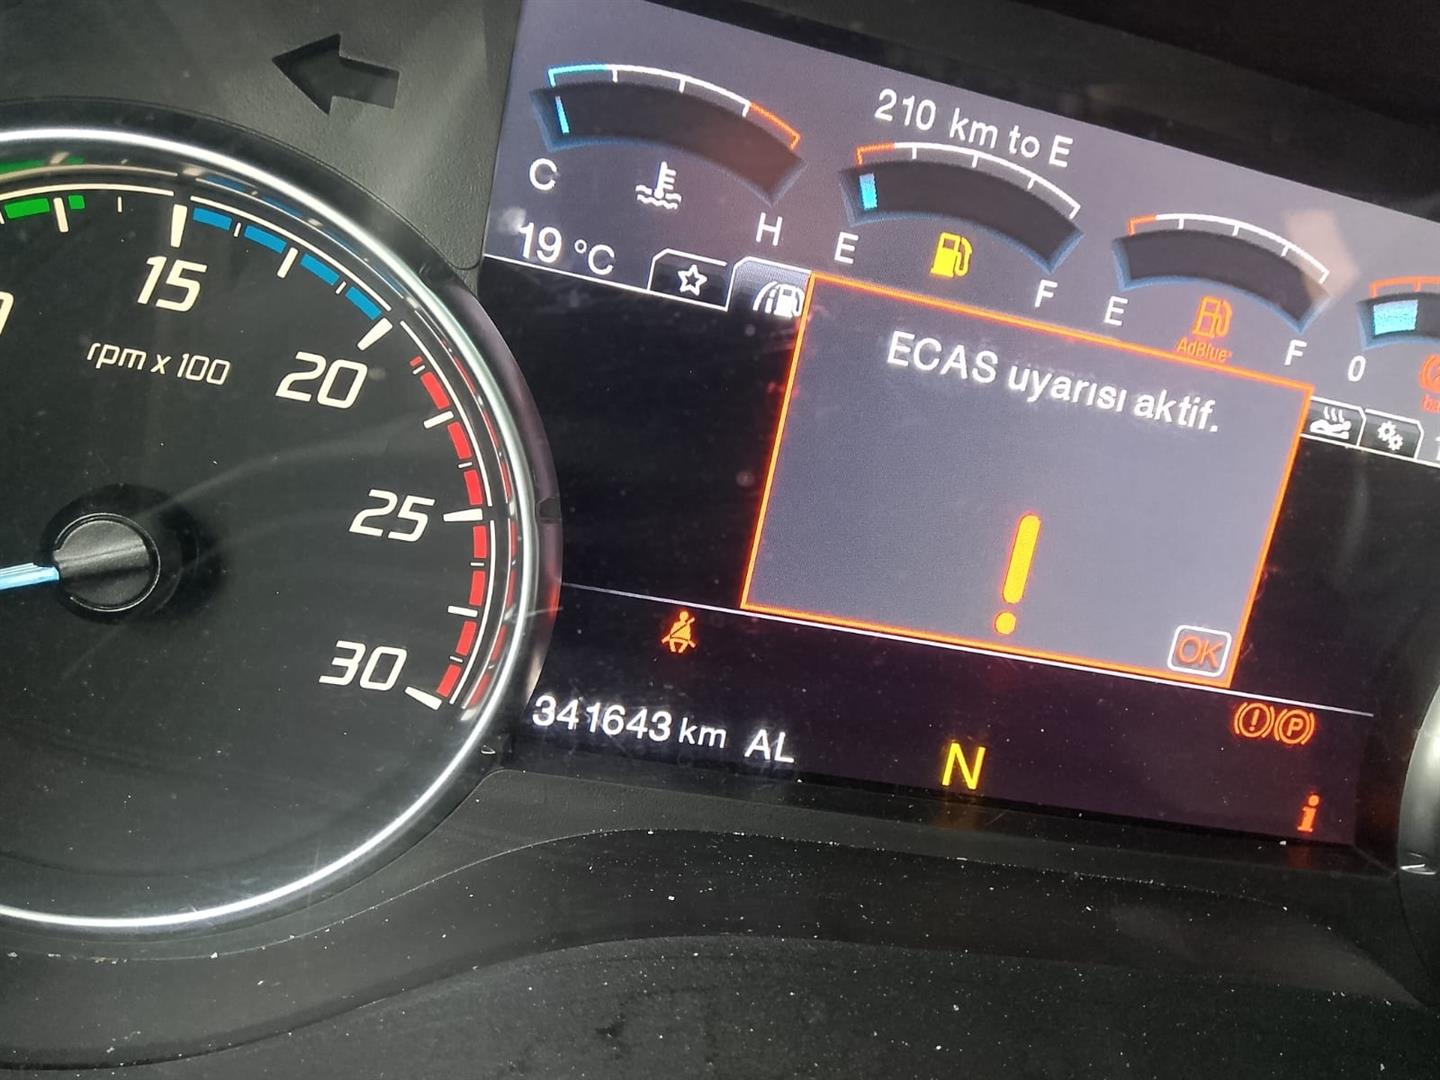 210 km to E
C
H
E
F
E
AdBlue
F
0
19 °C
15
rpm x 100
20
25
30
ECAS uyarısı aktif.
!
OK
341643 km AL
N
(!) (P)
i